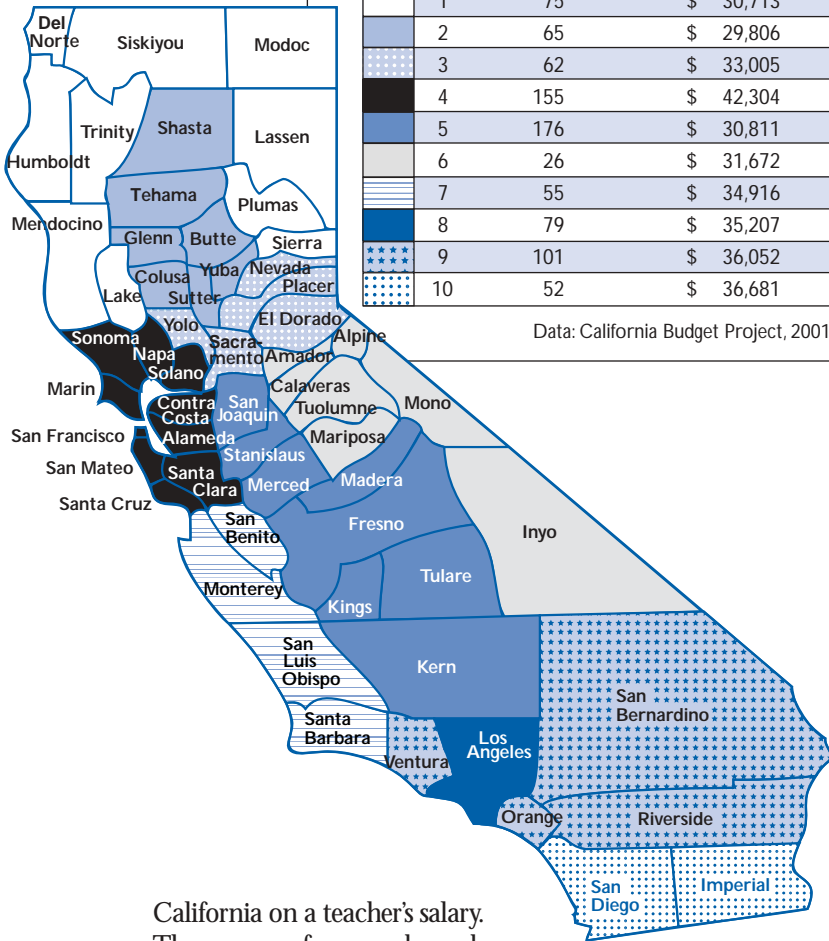 1 75 $ 30,713
2 65 $ 29,806
3 62 $ 33,005
4 155 $ 42,304
5 176 $ 30,811
6 26 $ 31,672
7 55 $ 34,916
8 79 $ 35,207
9 101 $ 36,052
10 52 $ 36,681
Data: California Budget Project, 2001
Del
Norte
Siskiyou
Modoc
Trinity
Shasta
Lassen
Humboldt
Tehama
Plumas
Mendocino
Glenn
Butte
Sierra
Colusa
Yuba
Nevada
Placer
Lake
Sutter
Yolo
El Dorado
Sonoma
Napa
Solano
Sacra-
mento
Amador
Alpine
Marin
Calaveras
Contra
Costa
San
Joaquin
Tuolumne
Mono
San Francisco
Alameda
Mariposa
San Mateo
Stanislaus
Santa
Clara
Merced
Madera
Santa Cruz
San
Benito
Fresno
Inyo
Monterey
Tulare
Kings
San
Luis
Obispo
Kern
San
Bernardino
Santa
Barbara
Ventura
Los
Angeles
Orange
Riverside
San
Diego
Imperial
California on a teacher's salary.